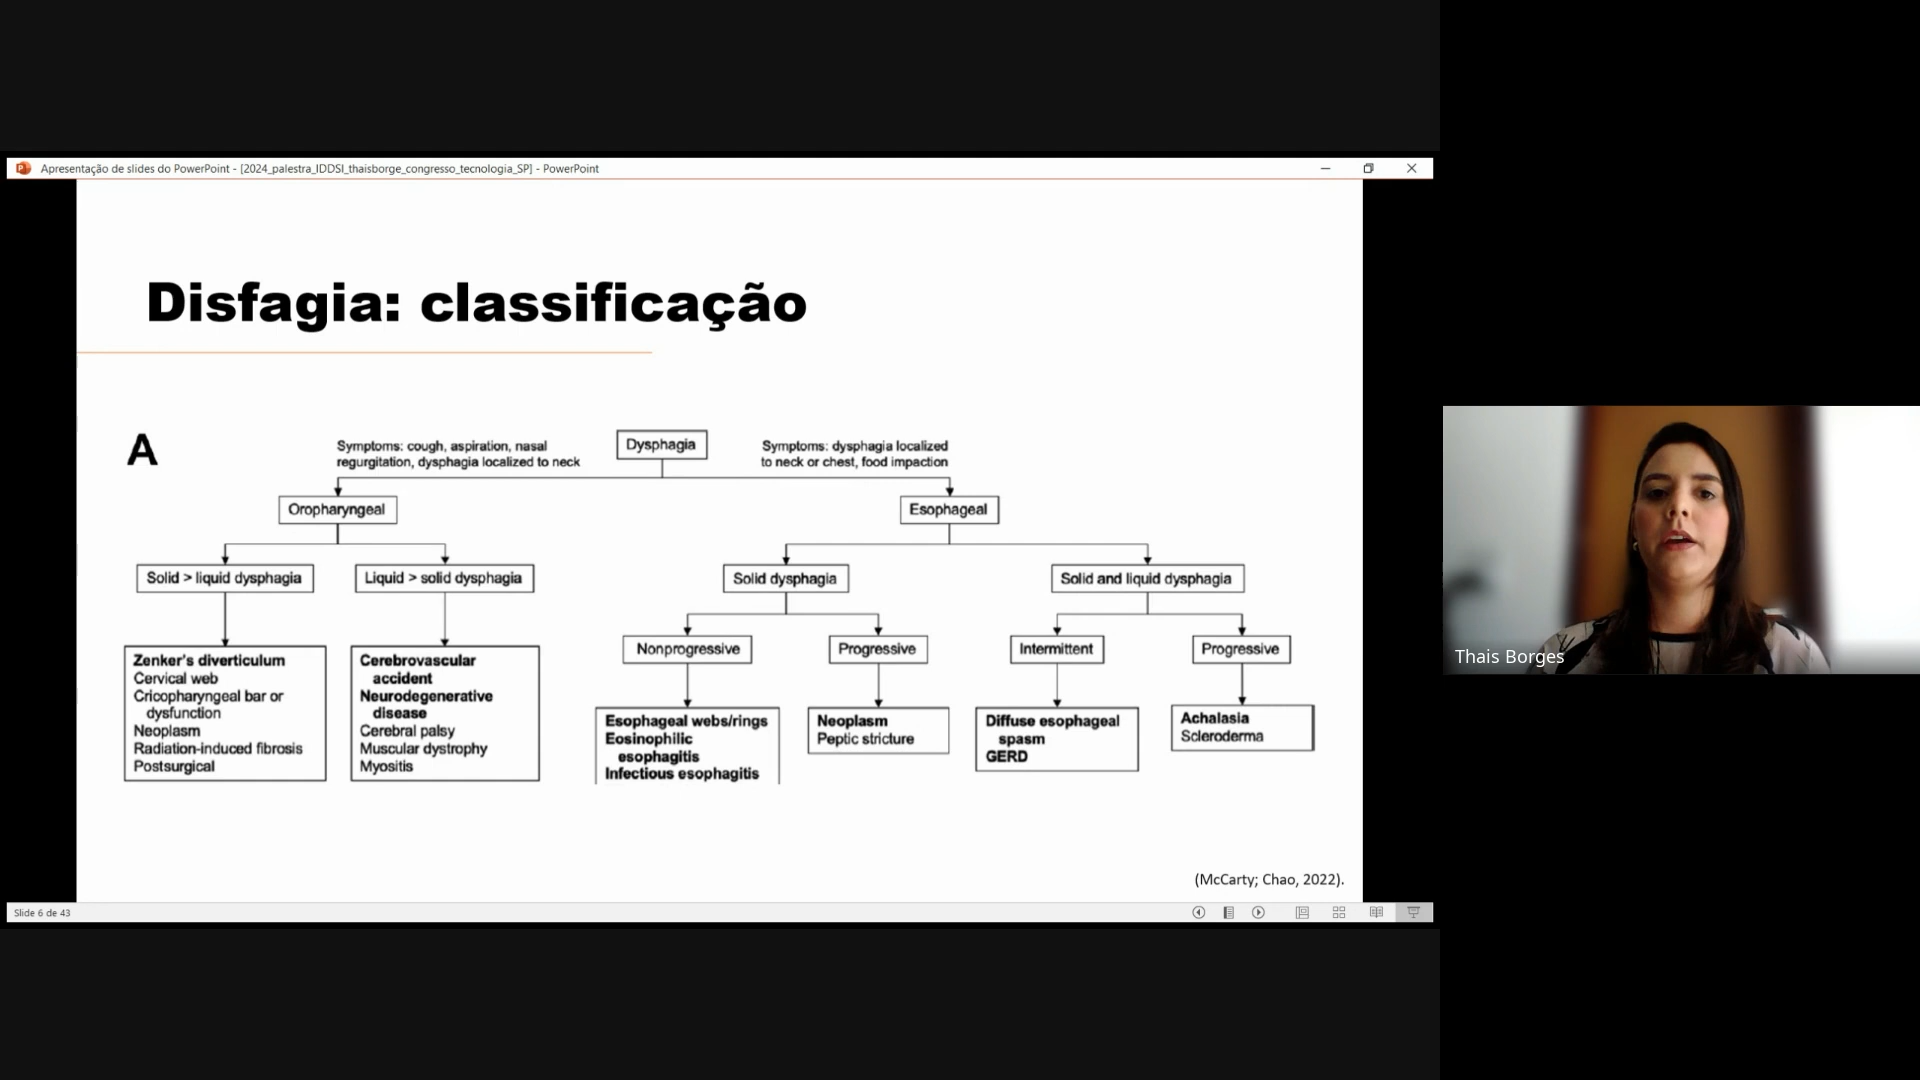 Apresentação de slides do PowerPoint - [2024_palestra_IDDSI_thaisborge_congresso_tecnologia_SP] - PowerPoint
Disfagia: classificação
A
Symptoms: cough, aspiration, nasal
regurgitation, dysphagia localized to neck
Dysphagia
Symptoms: dysphagia localized
to neck or chest, food impaction
Oropharyngeal
Esophageal
Solid > liquid dysphagia
Liquid > solid dysphagia
Solid dysphagia
Solid and liquid dysphagia
Nonprogressive
Progressive
Intermittent
Progressive
Zenker's diverticulum
Cervical web
Cricopharyngeal bar or
dysfunction
Neoplasm
Radiation-induced fibrosis
Postsurgical
Cerebrovascular
accident
Neurodegenerative
disease
Cerebral palsy
Muscular dystrophy
Myositis
Esophageal webs/rings
Eosinophilic
esophagitis
Infectious esophagitis
Neoplasm
Peptic stricture
Diffuse esophageal
spasm
GERD
Achalasia
Scleroderma
(McCarty; Chao, 2022).
Slide 6 de 43
Thais Borges